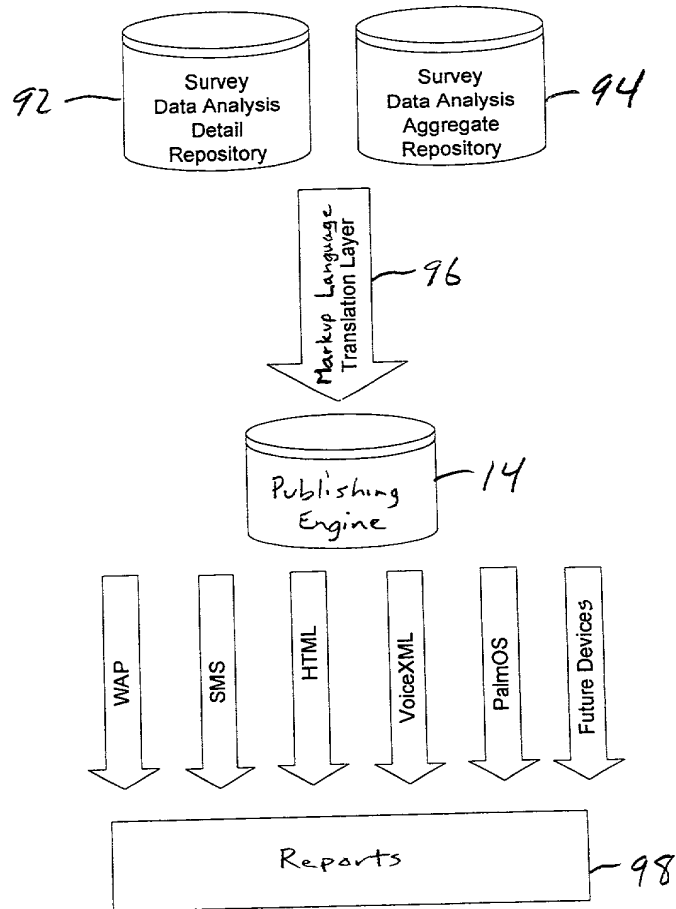 92
Survey
Data Analysis
Detail
Repository
Survey
Data Analysis
Aggregate
Repository
94
Markup Language
Translation Layer
96
Publishing
Engine
14
WAP
SMS
HTML
VoiceXML
PalmOS
Future Devices
Reports
98